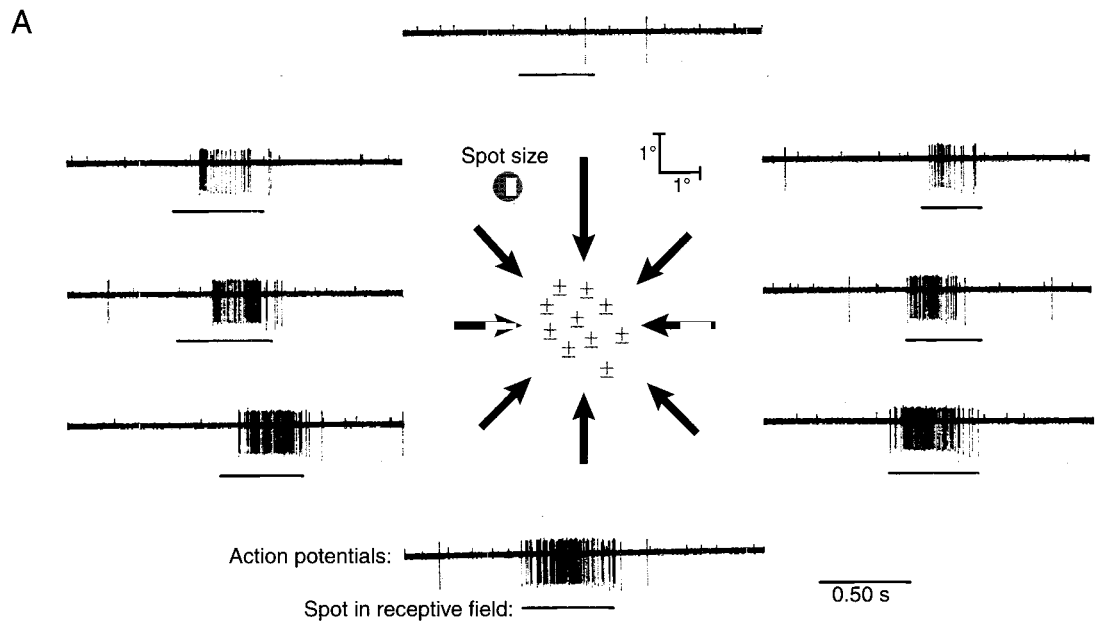 A
Spot size
1°
1°
±
±
±
±
±
±
±
±
±
±
Action potentials:
Spot in receptive field:
0.50 s